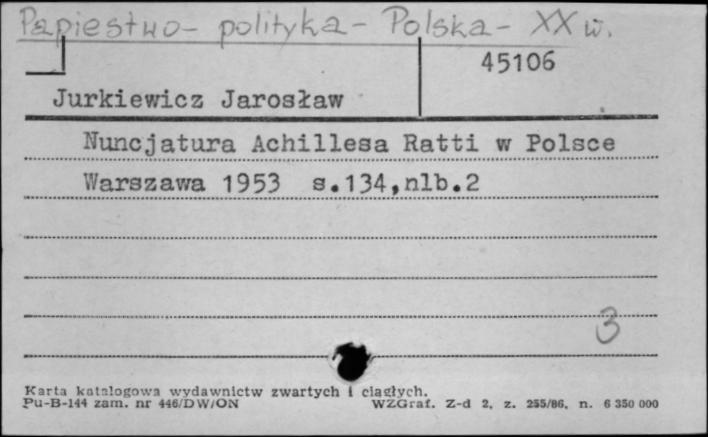 Papiestwo - polityka - Polska - XX w.
45106
Jurkiewicz Jarosław
Nuncjatura Achillesa Ratti w Polsce
Warszawa 1953 s.134,nlb.2
3
Karta katalogowa wydawnictw zwartych i ciągłych.
Pu-B-144 zam. nr 446/DW/ON WZGraf. Z-d 2, z. 255/86, n. 6 350 000